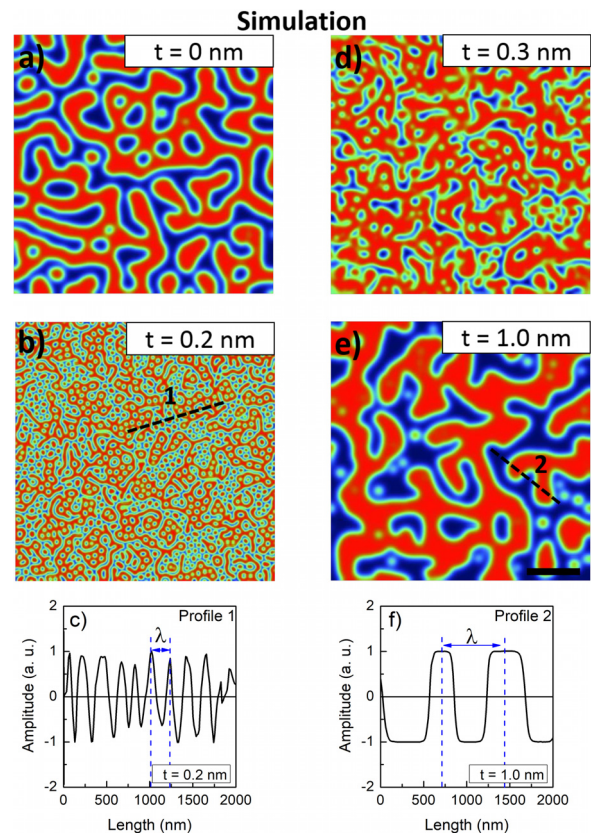 Simulation
a)
t = 0 nm
d)
t = 0.3 nm
b)
t = 0.2 nm
1
e)
t = 1.0 nm
2
c)
Profile 1
λ
2
1
0
-1
-2
Amplitude (a. u.)
t = 0.2 nm
0 500 1000 1500 2000
Length (nm)
f)
Profile 2
λ
2
1
0
-1
-2
Amplitude (a. u.)
t = 1.0 nm
0 500 1000 1500 2000
Length (nm)